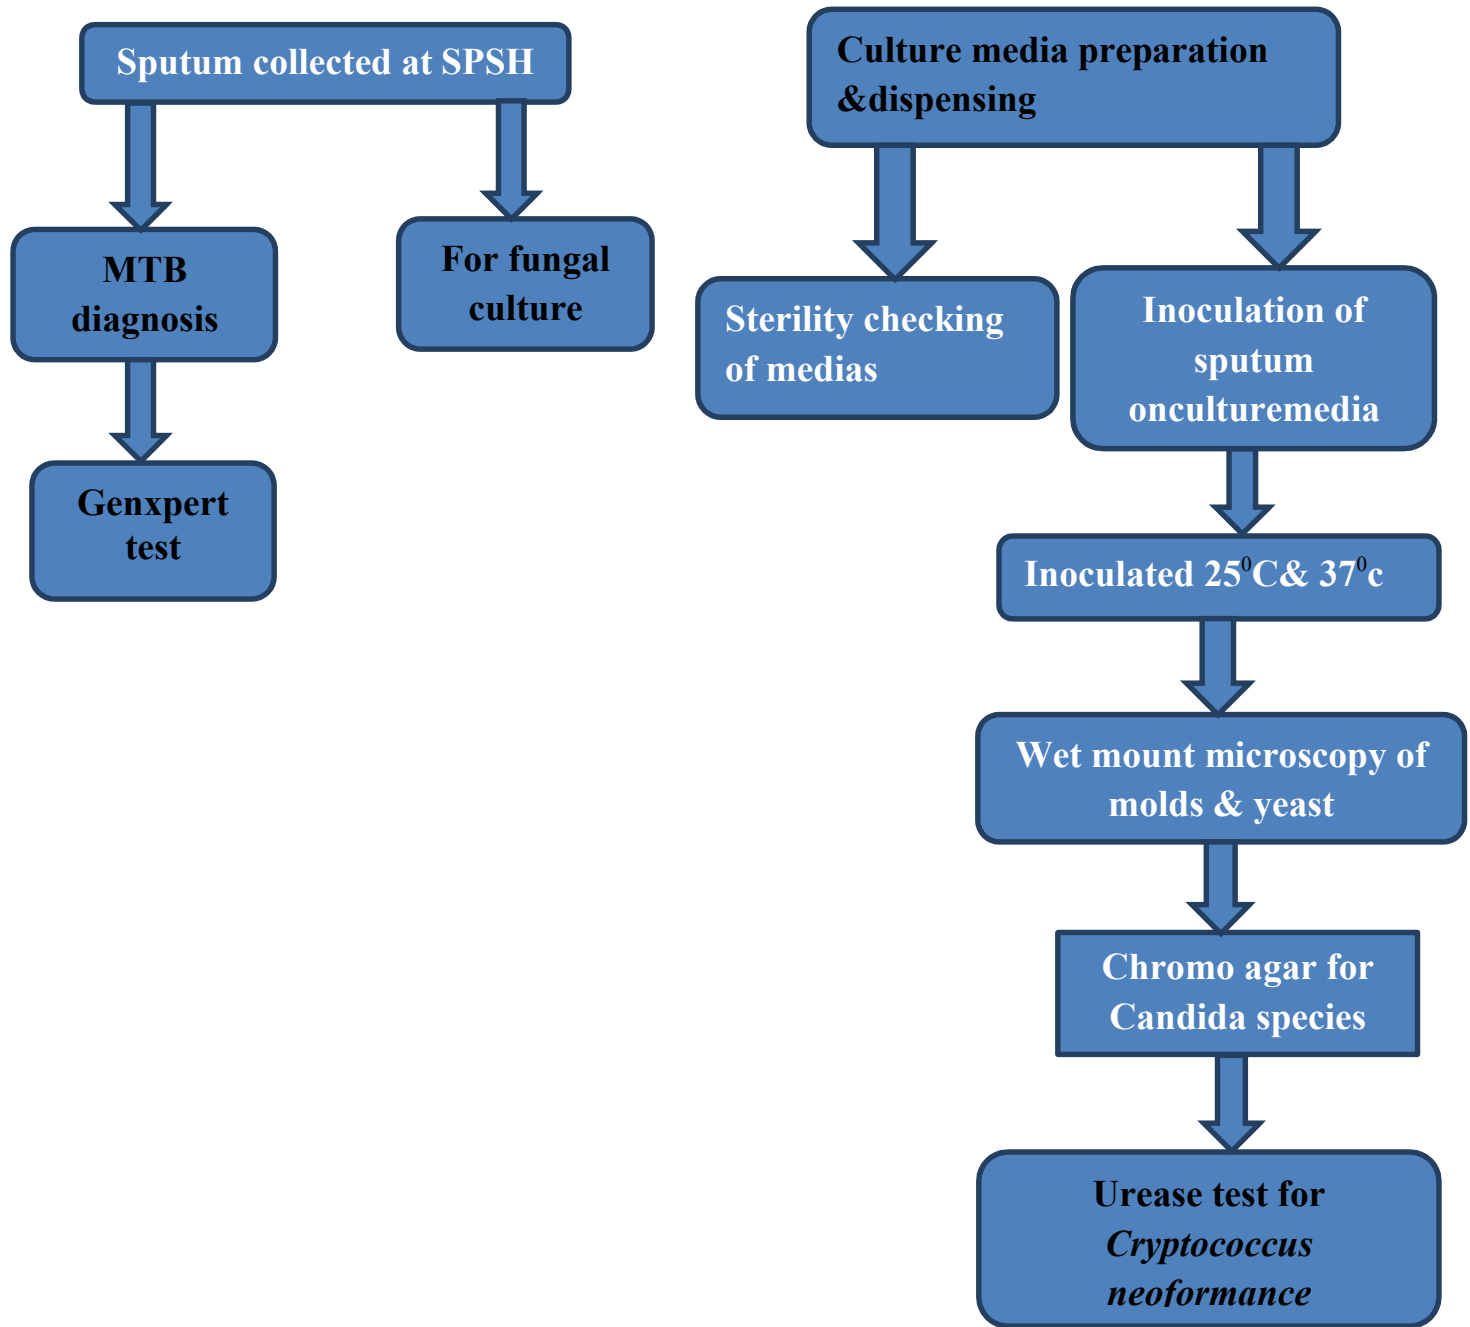 Sputum collected at SPSH
MTB
diagnosis
For fungal
culture
Genxpert
test
Culture media preparation
&dispensing
Sterility checking
of medias
Inoculation of
sputum
onculturemedia
Inoculated 25⁰C& 37⁰c
Wet mount microscopy of
molds & yeast
Chromo agar for
Candida species
Urease test for
Cryptococcus
neoformance